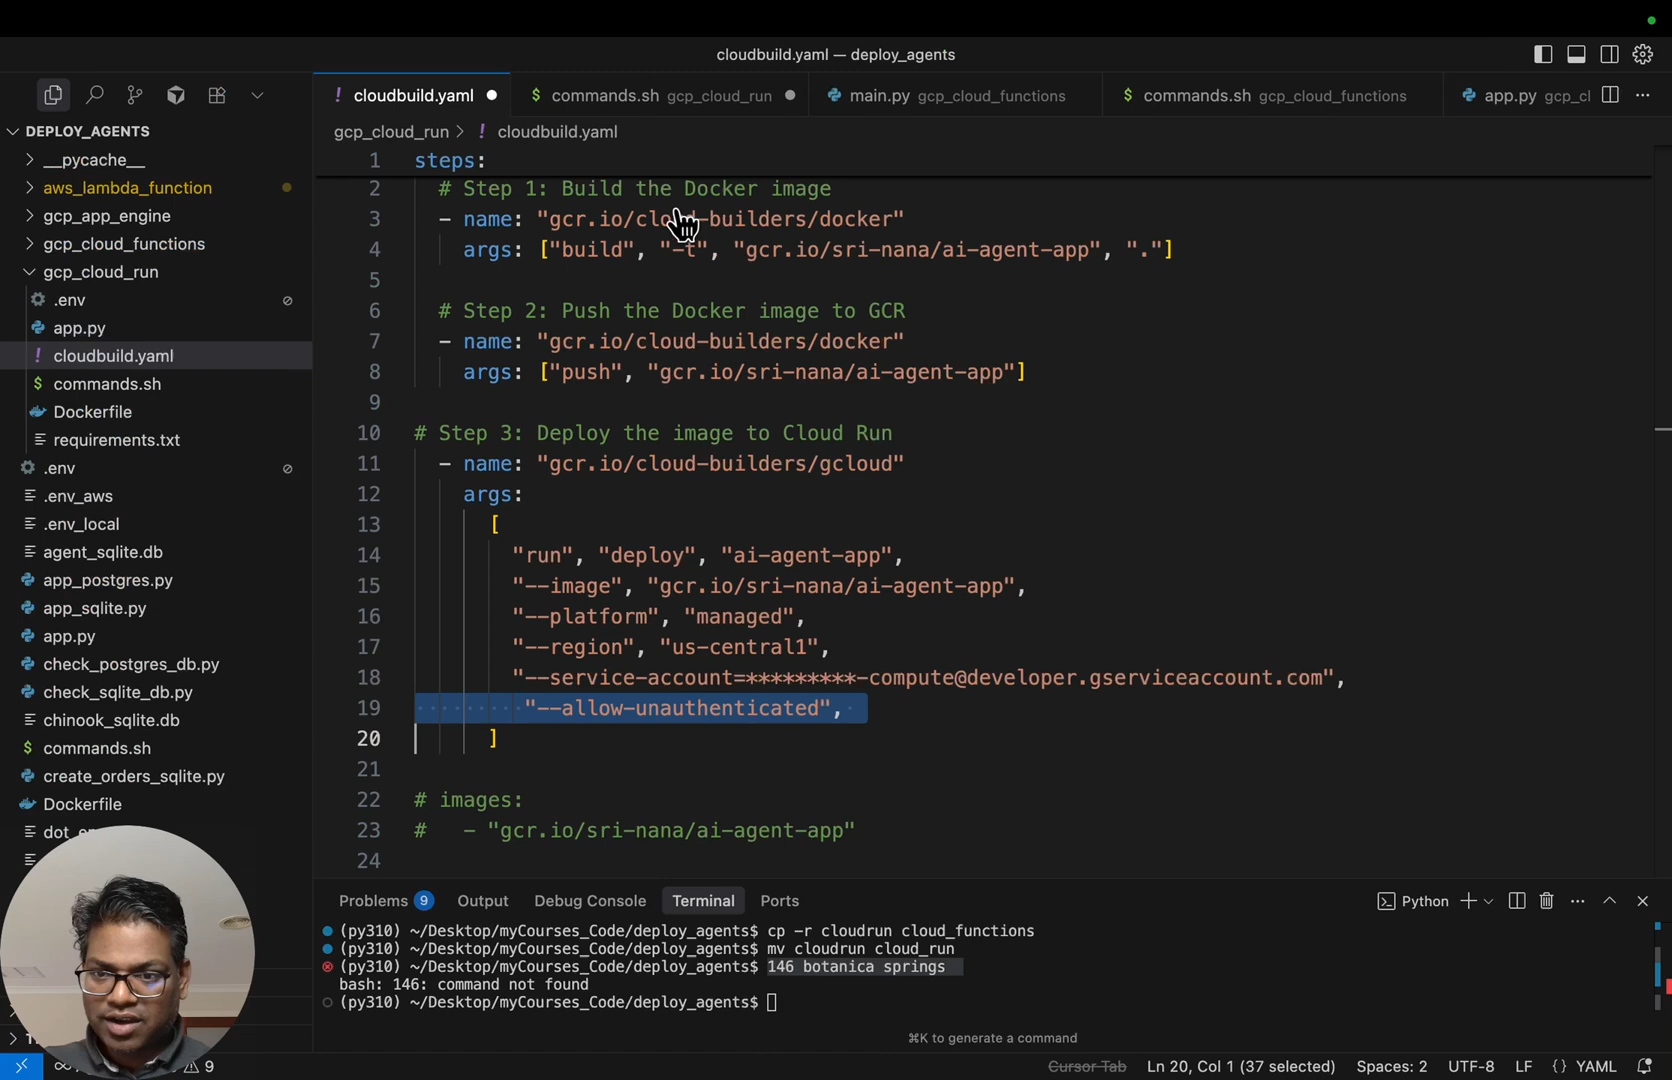 cloudbuild.yaml — deploy_agents
! cloudbuild.yaml
$ commands.sh gcp_cloud_run
main.py gcp_cloud_functions
$ commands.sh gcp_cloud_functions
app.py gcp_cl
DEPLOY_AGENTS
__pycache__
aws_lambda_function
gcp_app_engine
gcp_cloud_functions
gcp_cloud_run
.env
app.py
! cloudbuild.yaml
$ commands.sh
Dockerfile
requirements.txt
.env
.env_aws
.env_local
agent_sqlite.db
app_postgres.py
app_sqlite.py
app.py
check_postgres_db.py
check_sqlite_db.py
chinook_sqlite.db
$ commands.sh
create_orders_sqlite.py
Dockerfile
gcp_cloud_run > ! cloudbuild.yaml
1 steps:
2 # Step 1: Build the Docker image
3 - name: "gcr.io/cloud-builders/docker"
4 args: ["build", "-t", "gcr.io/sri-nana/ai-agent-app", "."]
5
6 # Step 2: Push the Docker image to GCR
7 - name: "gcr.io/cloud-builders/docker"
8 args: ["push", "gcr.io/sri-nana/ai-agent-app"]
9
10 # Step 3: Deploy the image to Cloud Run
11 - name: "gcr.io/cloud-builders/gcloud"
12 args:
13 [
14 "run", "deploy", "ai-agent-app",
15 "--image", "gcr.io/sri-nana/ai-agent-app",
16 "--platform", "managed",
17 "--region", "us-central1",
18 "--service-account=*********-compute@developer.gserviceaccount.com",
19 "--allow-unauthenticated",
20 ]
21
22 # images:
23 # - "gcr.io/sri-nana/ai-agent-app"
24
Problems 9 Output Debug Console Terminal Ports
Python
(py310) ~/Desktop/myCourses_Code/deploy_agents$ cp -r cloudrun cloud_functions
(py310) ~/Desktop/myCourses_Code/deploy_agents$ mv cloudrun cloud_run
(py310) ~/Desktop/myCourses_Code/deploy_agents$ 146 botanica springs
bash: 146: command not found
(py310) ~/Desktop/myCourses_Code/deploy_agents$
⌘K to generate a command
9
Cursor Tab Ln 20, Col 1 (37 selected) Spaces: 2 UTF-8 LF {} YAML